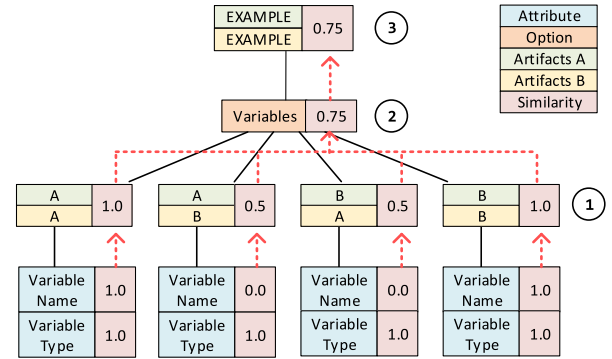 EXAMPLE
EXAMPLE
0.75
3
Attribute
Option
Artifacts A
Artifacts B
Similarity
Variables
0.75
2
A
A
1.0
A
B
0.5
B
A
0.5
B
B
1.0
1
Variable
Name
1.0
Variable
Type
1.0
Variable
Name
0.0
Variable
Type
1.0
Variable
Name
0.0
Variable
Type
1.0
Variable
Name
1.0
Variable
Type
1.0